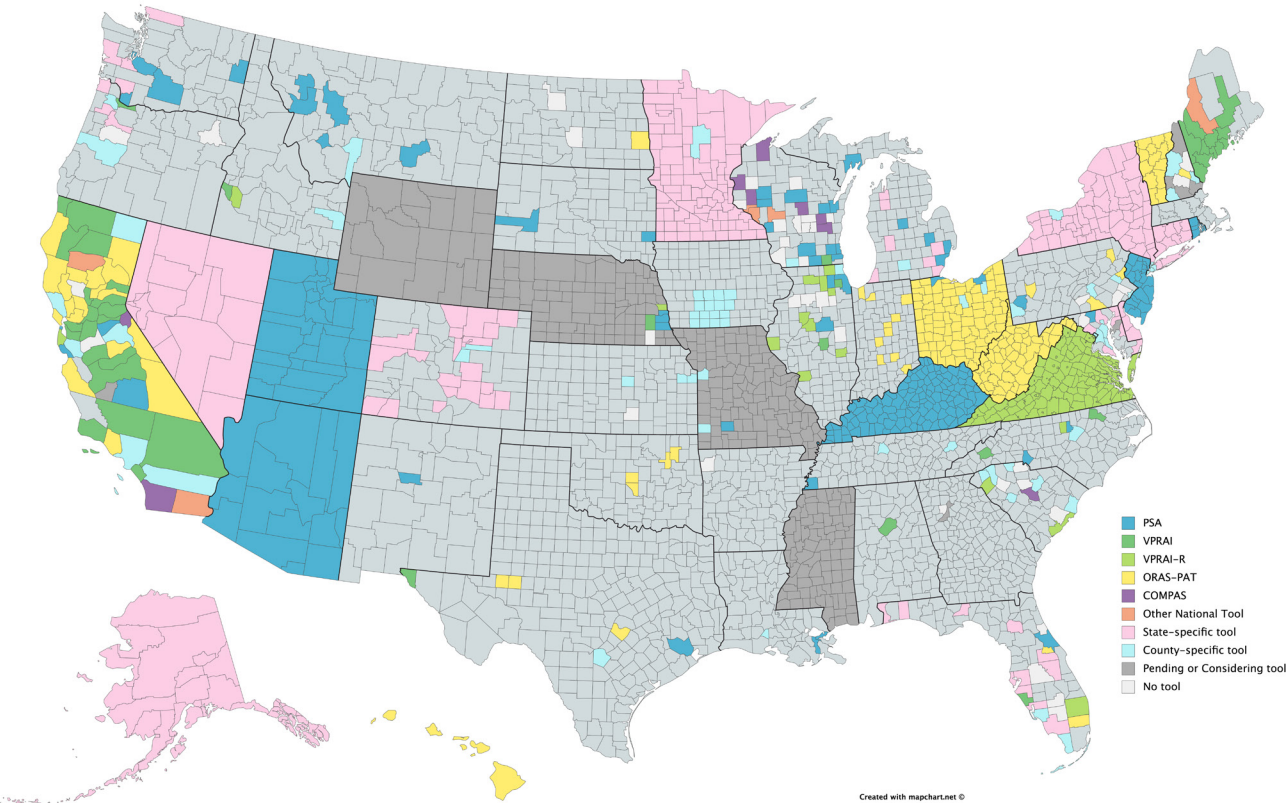 PSA
VPRAI
VPRAI-R
ORAS-PAT
COMPAS
Other National Tool
State-specific tool
County-specific tool
Pending or Considering tool
No tool
Created with mapchart.net ©